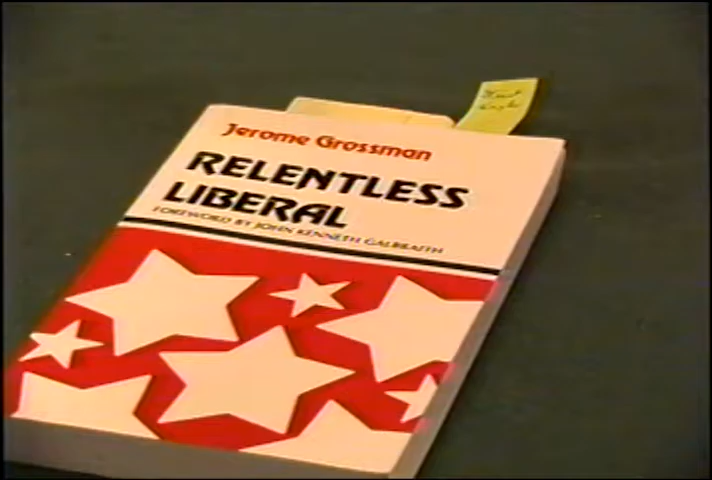 Jerome Grossman
RELENTLESS
LIBERAL
FOREWORD BY JOHN KENNETH GALBRAITH